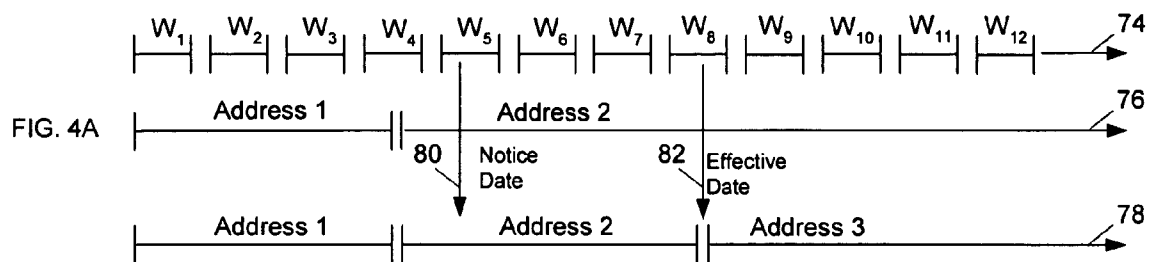 W₁ W₂ W₃ W₄ W₅ W₆ W₇ W₈ W₉ W₁₀ W₁₁ W₁₂ 74
FIG. 4A
Address 1 Address 2 76
80 Notice Date
82 Effective Date
Address 1 Address 2 Address 3 78